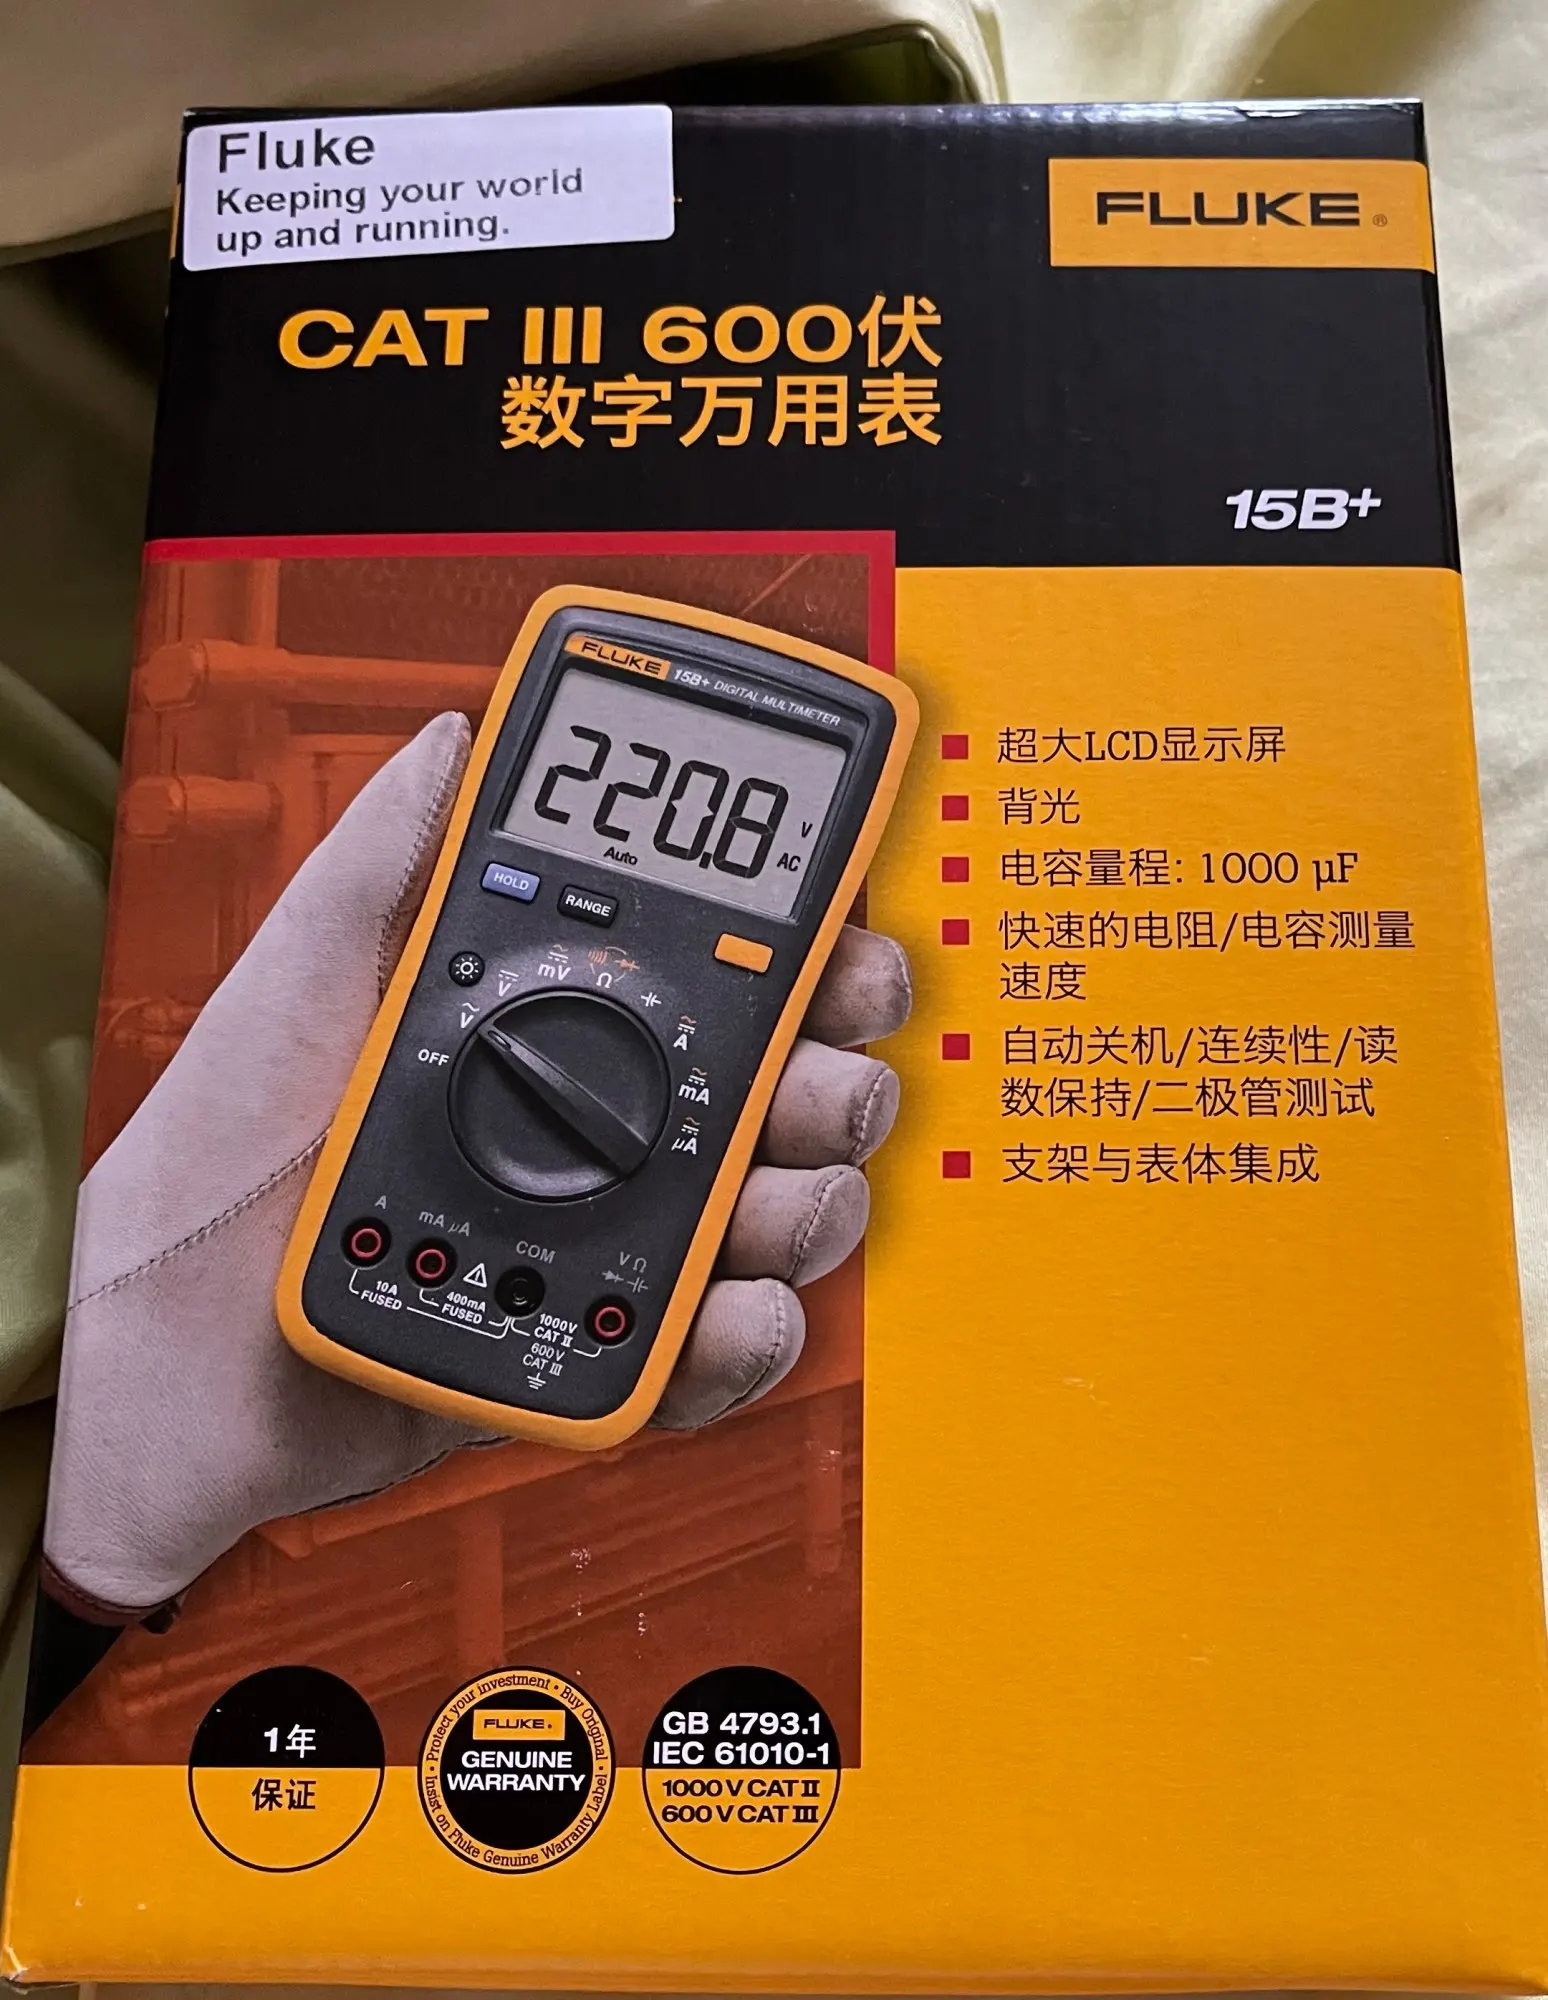 Fluke
Keeping your world
up and running.
FLUKE®
CAT III 600伏
数字万用表
15B+
FLUKE 15B+ DIGITAL MULTIMETER
220.8 V AC
Auto
HOLD
RANGE
mV
Ω
V
V
OFF
A
mA
µA
A
mA µA
COM
V Ω
10A
FUSED
400mA
FUSED
1000V
CAT II
600V
CAT III
超大LCD显示屏
背光
电容量程: 1000 µF
快速的电阻/电容测量
速度
自动关机/连续性/读
数保持/二极管测试
支架与表体集成
1年
保证
Protect your investment • Buy Original • Insist on Fluke Genuine Warranty Label •
FLUKE®
GENUINE
WARRANTY
GB 4793.1
IEC 61010-1
1000 V CAT II
600 V CAT III